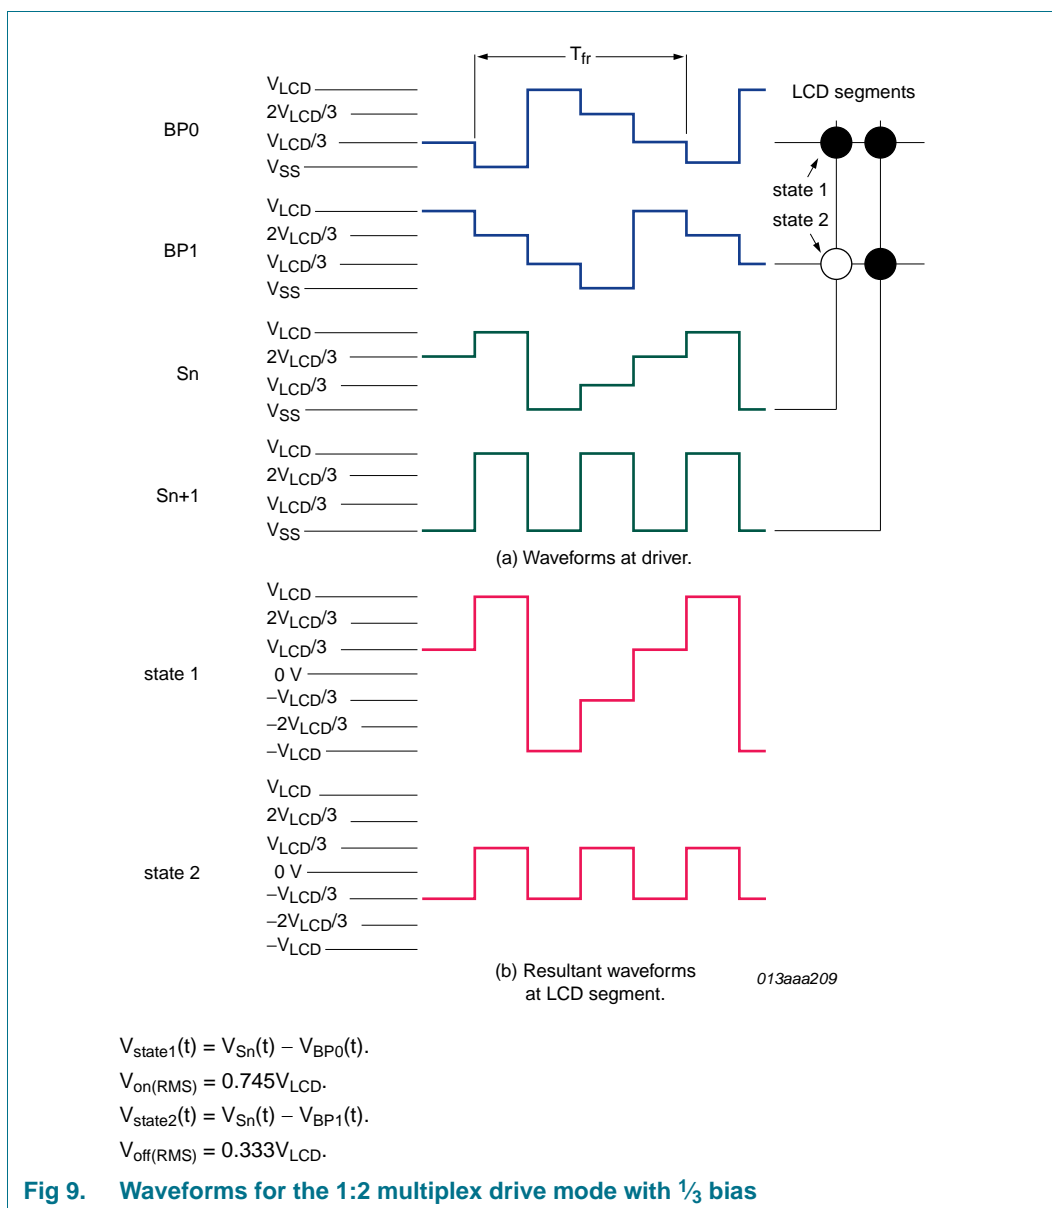 Tfr
BP0
VLCD
2VLCD/3
VLCD/3
VSS
LCD segments
state 1
state 2
BP1
VLCD
2VLCD/3
VLCD/3
VSS
Sn
VLCD
2VLCD/3
VLCD/3
VSS
Sn+1
VLCD
2VLCD/3
VLCD/3
VSS
(a) Waveforms at driver.
state 1
VLCD
2VLCD/3
VLCD/3
0 V
−VLCD/3
−2VLCD/3
−VLCD
state 2
VLCD
2VLCD/3
VLCD/3
0 V
−VLCD/3
−2VLCD/3
−VLCD
(b) Resultant waveforms
at LCD segment.
013aaa209
Vstate1(t) = VSn(t) − VBP0(t).
Von(RMS) = 0.745VLCD.
Vstate2(t) = VSn(t) − VBP1(t).
Voff(RMS) = 0.333VLCD.
Fig 9. Waveforms for the 1:2 multiplex drive mode with 1⁄3 bias